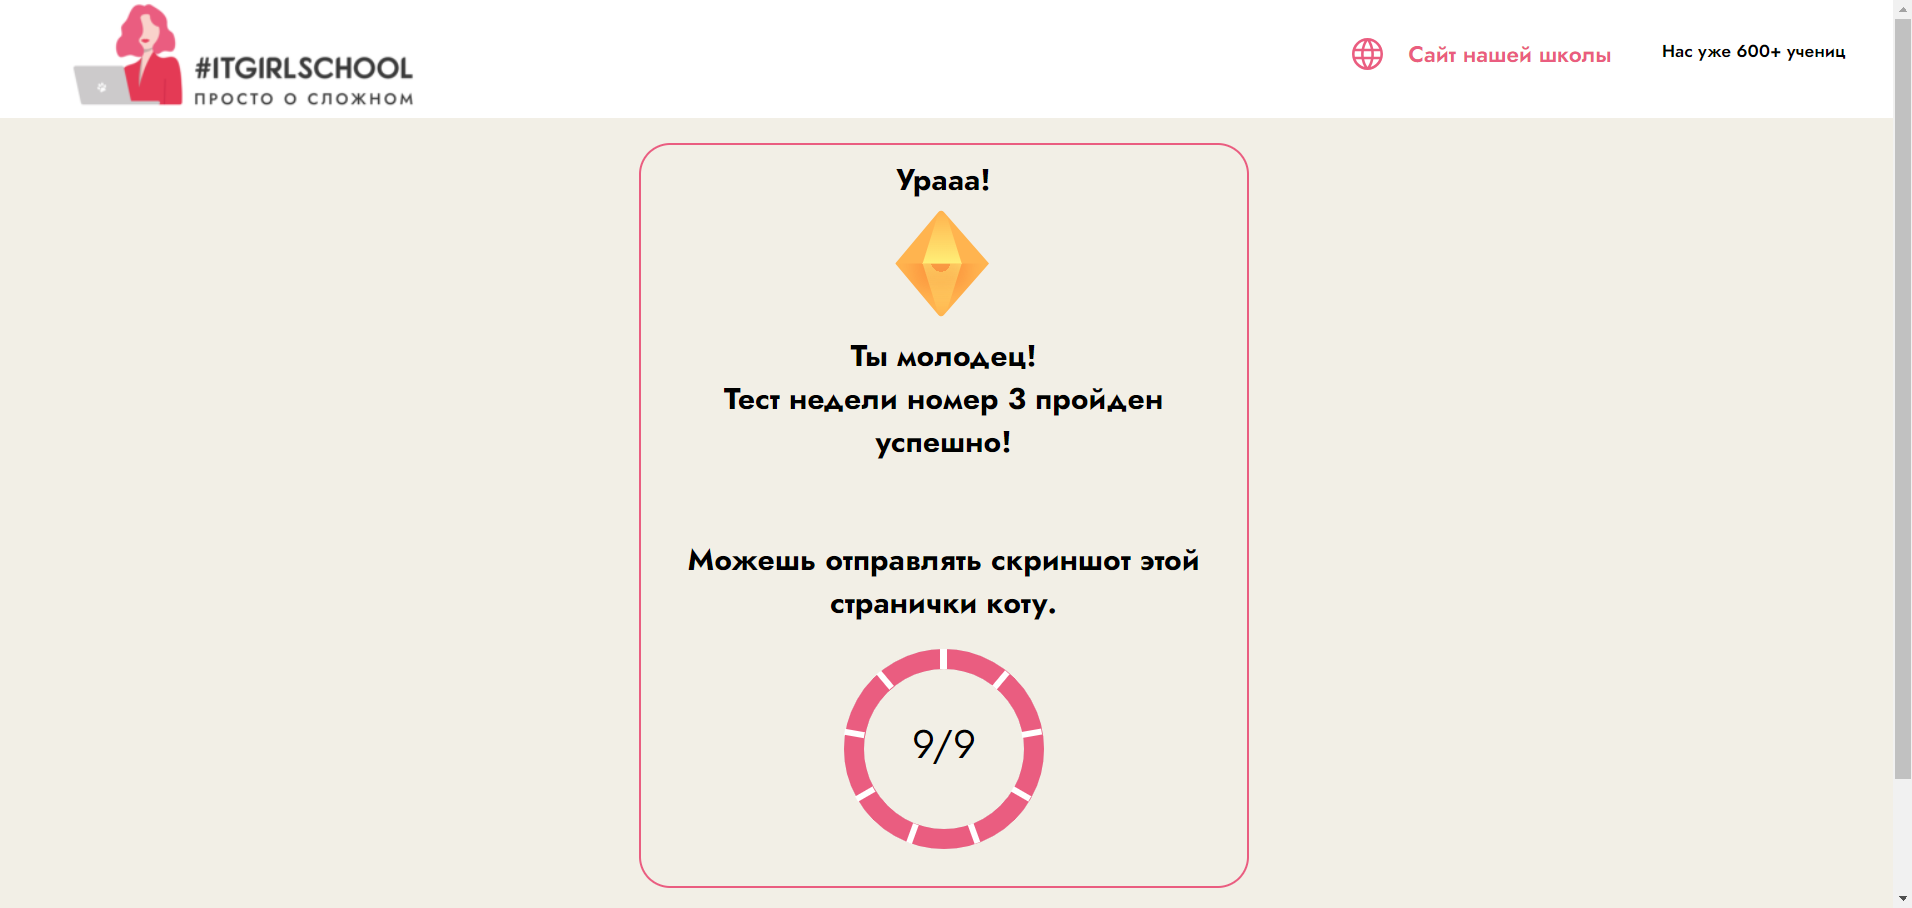 #ITGIRLSCHOOL
ПРОСТО О СЛОЖНОМ
Сайт нашей школы
Нас уже 600+ учениц
Урааа!
Ты молодец!
Тест недели номер 3 пройден
успешно!
Можешь отправлять скриншот этой
странички коту.
9/9